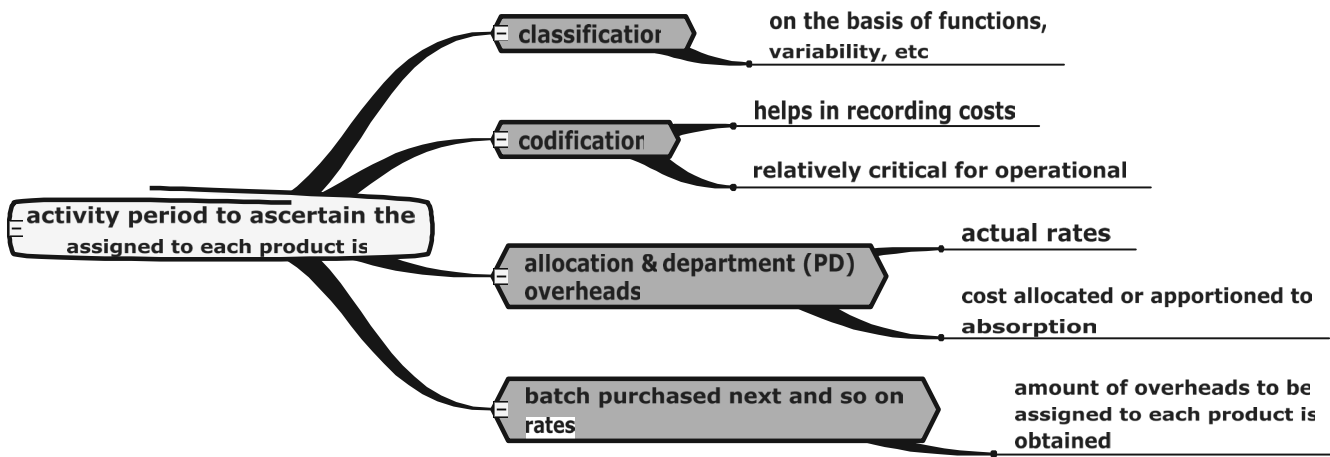 classification
on the basis of functions,
variability, etc
codification
helps in recording costs
relatively critical for operational
activity period to ascertain the
assigned to each product is
allocation & department (PD)
overheads
actual rates
cost allocated or apportioned to
absorption
batch purchased next and so on
rates
amount of overheads to be
assigned to each product is
obtained